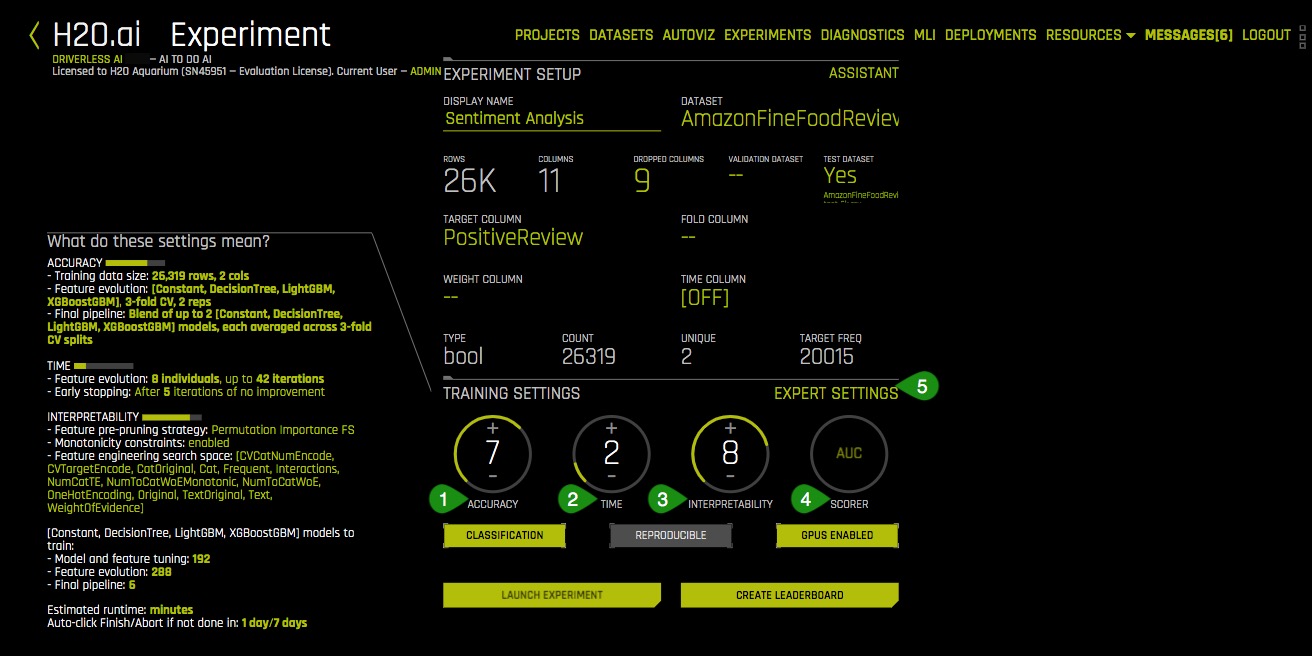 H2O.ai Experiment
PROJECTS DATASETS AUTOVIZ EXPERIMENTS DIAGNOSTICS MLI DEPLOYMENTS RESOURCES MESSAGES[6] LOGOUT
DRIVERLESS AI – AI TO DO AI
Licensed to H2O Aquarium (SN45951 – Evaluation License). Current User – ADMIN
EXPERIMENT SETUP
ASSISTANT
DISPLAY NAME
Sentiment Analysis
DATASET
AmazonFineFoodReview
ROWS
26K
COLUMNS
11
DROPPED COLUMNS
9
VALIDATION DATASET
--
TEST DATASET
Yes
AmazonFineFoodRevi
TARGET COLUMN
PositiveReview
FOLD COLUMN
--
WEIGHT COLUMN
--
TIME COLUMN
[OFF]
TYPE
bool
COUNT
26319
UNIQUE
2
TARGET FREQ
20015
What do these settings mean?
ACCURACY
- Training data size: 26,319 rows, 2 cols
- Feature evolution: [Constant, DecisionTree, LightGBM,
XGBoostGBM], 3-fold CV, 2 reps
- Final pipeline: Blend of up to 2 [Constant, DecisionTree,
LightGBM, XGBoostGBM] models, each averaged across 3-fold
CV splits
TIME
- Feature evolution: 8 individuals, up to 42 iterations
- Early stopping: After 5 iterations of no improvement
INTERPRETABILITY
- Feature pre-pruning strategy: Permutation Importance FS
- Monotonicity constraints: enabled
- Feature engineering search space: [CVCatNumEncode,
CVTargetEncode, CatOriginal, Cat, Frequent, Interactions,
NumCatTE, NumToCatWoEMonotonic, NumToCatWoE,
OneHotEncoding, Original, TextOriginal, Text,
WeightOfEvidence]
[Constant, DecisionTree, LightGBM, XGBoostGBM] models to
train:
- Model and feature tuning: 192
- Feature evolution: 288
- Final pipeline: 6
Estimated runtime: minutes
Auto-click Finish/Abort if not done in: 1 day/7 days
TRAINING SETTINGS
EXPERT SETTINGS
5
+
7
-
1
ACCURACY
+
2
-
2
TIME
+
8
-
3
INTERPRETABILITY
AUC
4
SCORER
CLASSIFICATION
REPRODUCIBLE
GPUS ENABLED
LAUNCH EXPERIMENT
CREATE LEADERBOARD